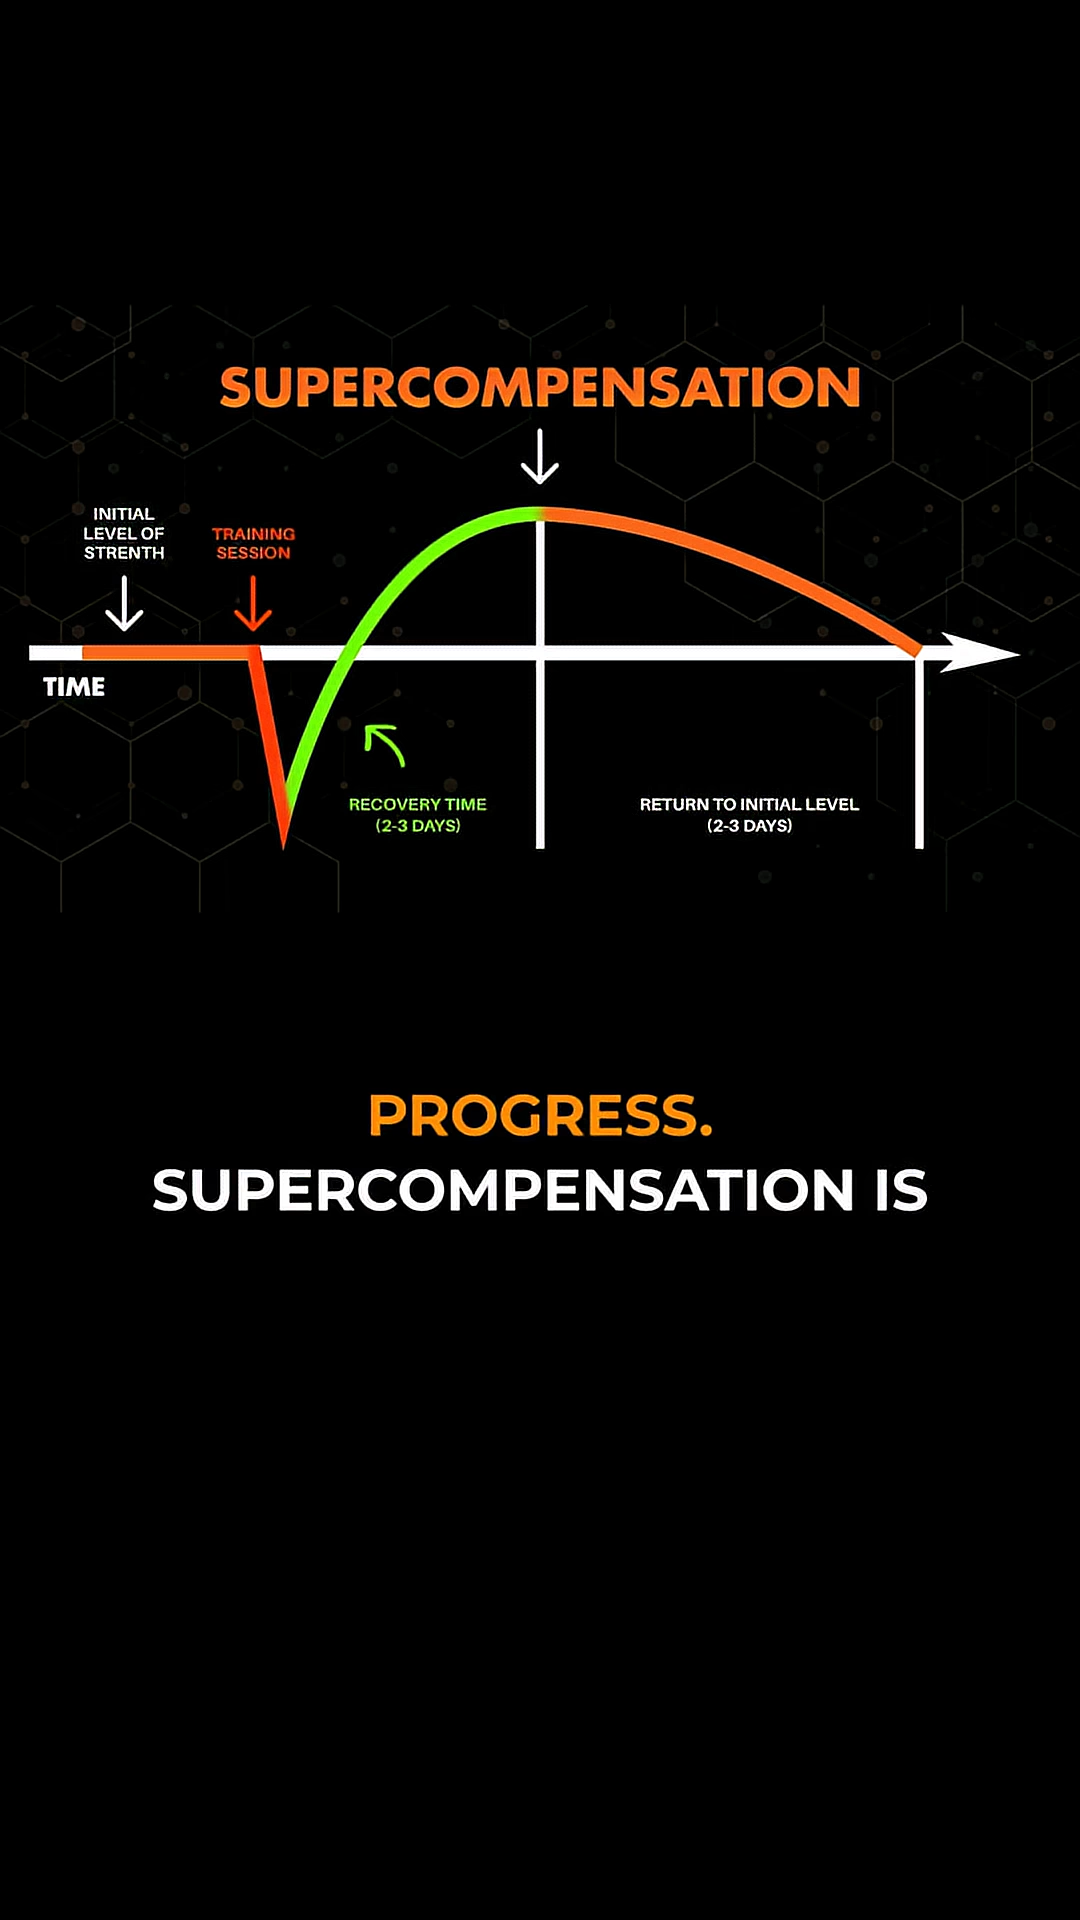 SUPERCOMPENSATION
INITIAL
LEVEL OF
STRENTH
TRAINING
SESSION
TIME
RECOVERY TIME
(2-3 DAYS)
RETURN TO INITIAL LEVEL
(2-3 DAYS)
PROGRESS.
SUPERCOMPENSATION IS